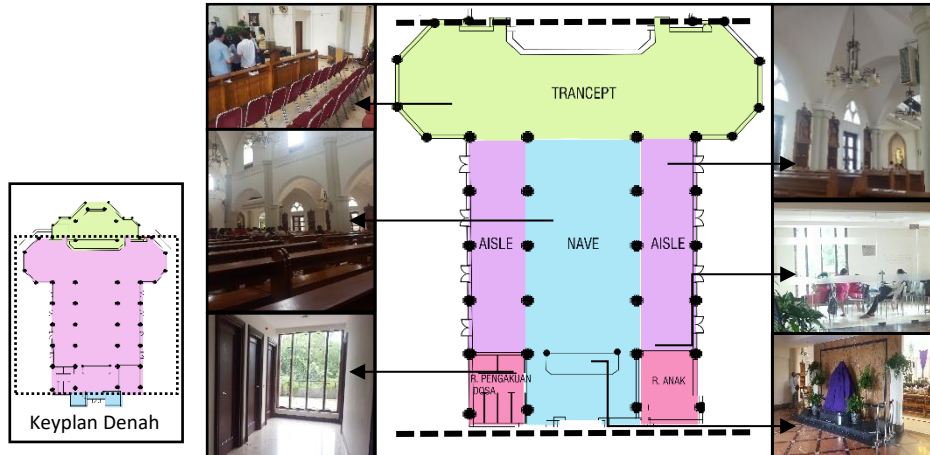 TRANCEPT
AISLE
NAVE
AISLE
R. PENGAKUAN
DOSA
R. ANAK
Keyplan Denah